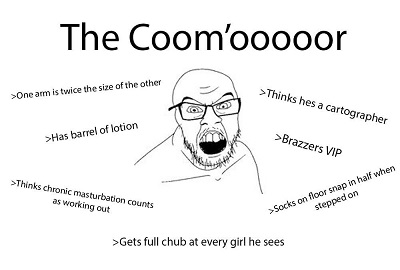 The Coom'ooooor
>One arm is twice the size of the other
>Thinks hes a cartographer
>Has barrel of lotion
>Brazzers VIP
>Thinks chronic masturbation counts
as working out
>Socks on floor snap in half when
stepped on
>Gets full chub at every girl he sees